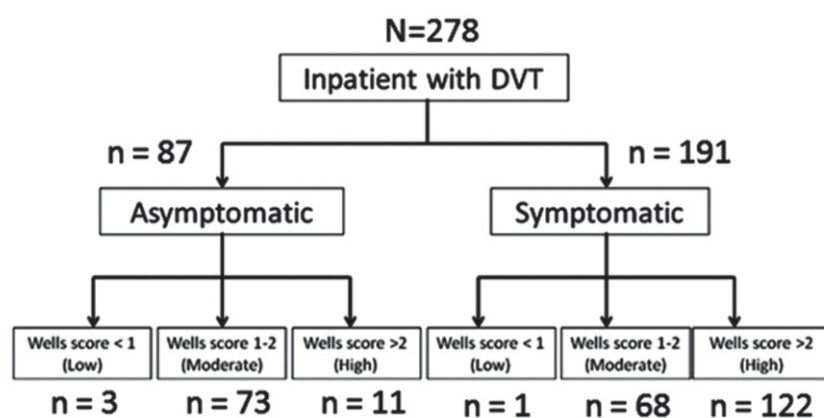 N=278
Inpatient with DVT
n = 87
n = 191
Asymptomatic
Symptomatic
Wells score < 1
(Low)
Wells score 1-2
(Moderate)
Wells score >2
(High)
Wells score < 1
(Low)
Wells score 1-2
(Moderate)
Wells score >2
(High)
n = 3
n = 73
n = 11
n = 1
n = 68
n = 122